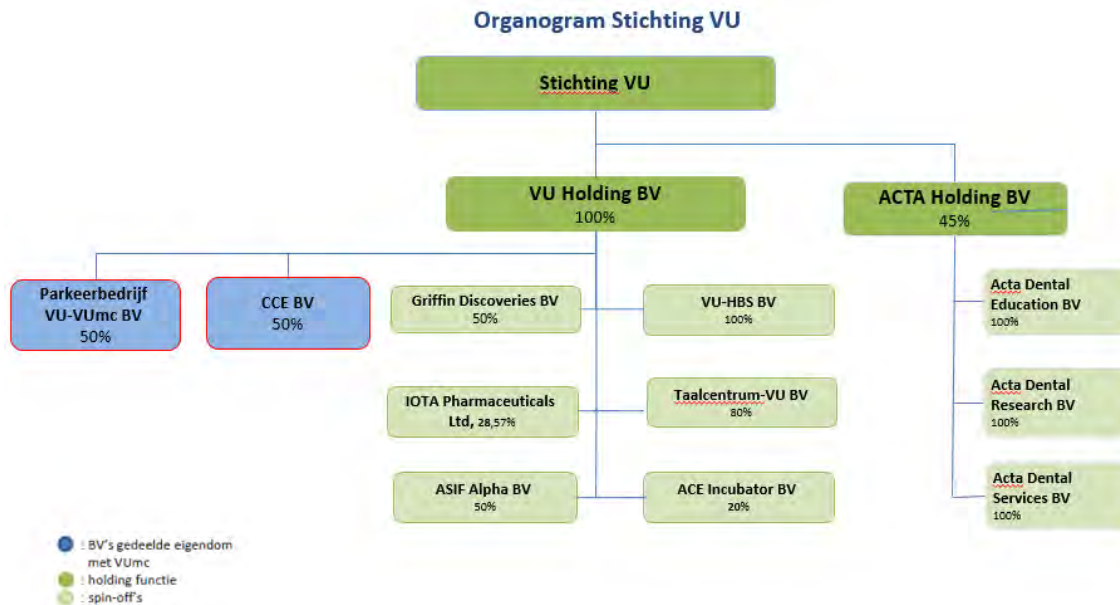 Organogram Stichting VU
Stichting VU
VU Holding BV
100%
ACTA Holding BV
45%
Parkeerbedrijf
VU-VUmc BV
50%
CCE BV
50%
Griffin Discoveries BV
50%
VU-HBS BV
100%
Acta Dental
Education BV
100%
IOTA Pharmaceuticals
Ltd, 28,57%
Taalcentrum-VU BV
80%
Acta Dental
Research BV
100%
ASIF Alpha BV
50%
ACE Incubator BV
20%
Acta Dental
Services BV
100%
: BV's gedeelde eigendom
met VUmc
: holding functie
: spin-off's